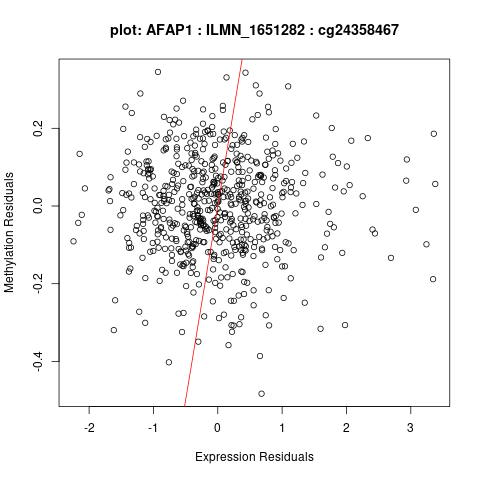 plot: AFAP1 : ILMN_1651282 : cg24358467
Methylation Residuals
0.2
0.0
-0.2
-0.4
-2 -1 0 1 2 3
Expression Residuals